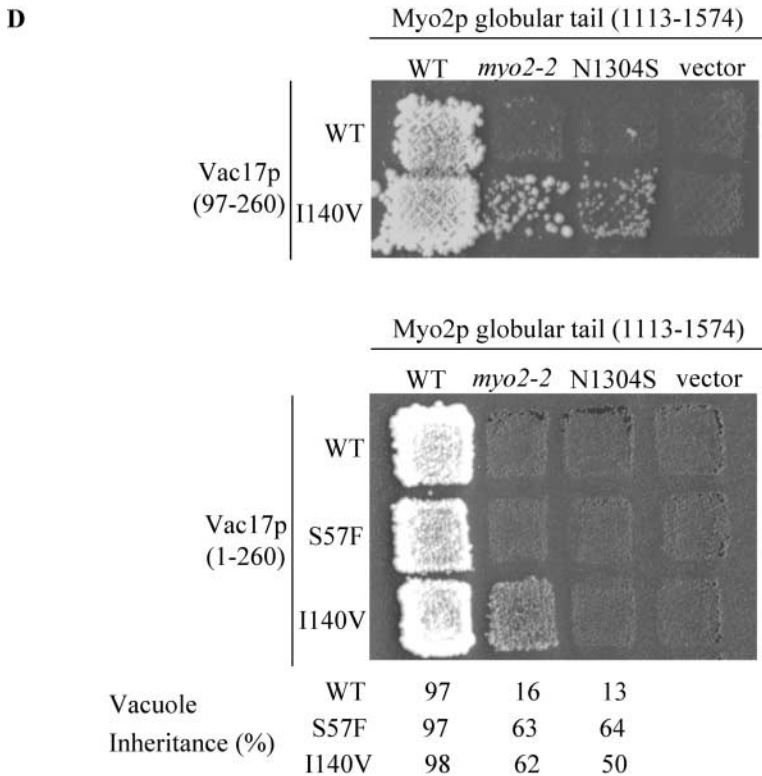 D
Myo2p globular tail (1113-1574)
WT myo2-2 N1304S vector
WT
Vac17p
(97-260)
I140V
Myo2p globular tail (1113-1574)
WT myo2-2 N1304S vector
WT
Vac17p
(1-260)
S57F
I140V
Vacuole
Inheritance (%)
WT 97 16 13
S57F 97 63 64
I140V 98 62 50